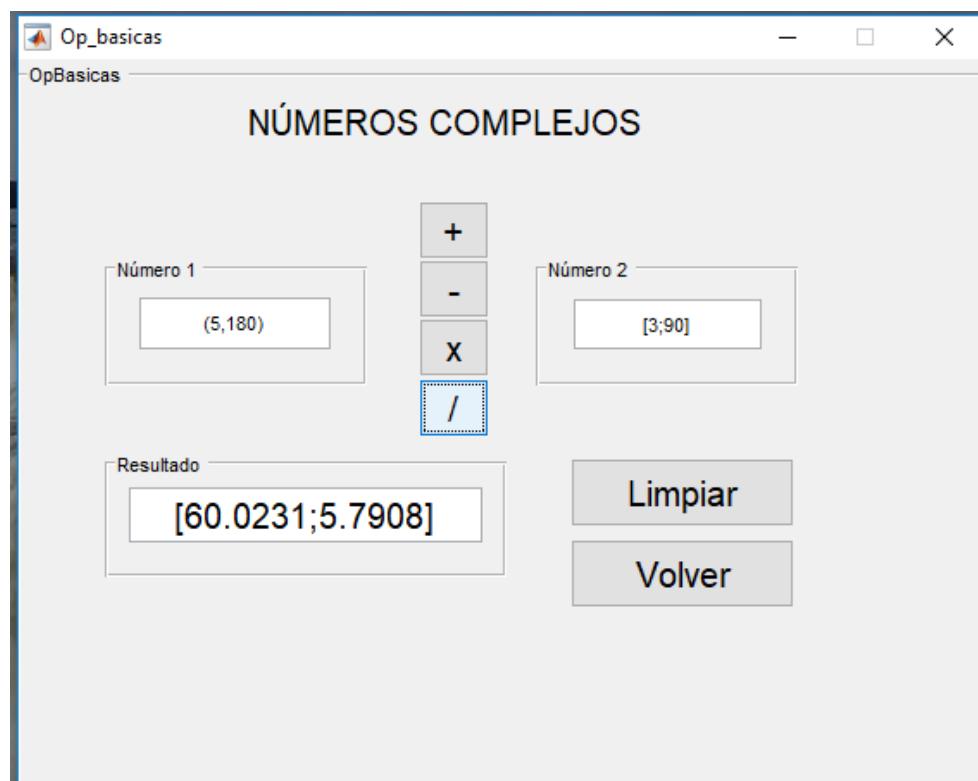 Op_basicas
OpBasicas
NÚMEROS COMPLEJOS
+
Número 1
Número 2
-
(5,180)
[3;90]
x
/
Resultado
Limpiar
[60.0231;5.7908]
Volver